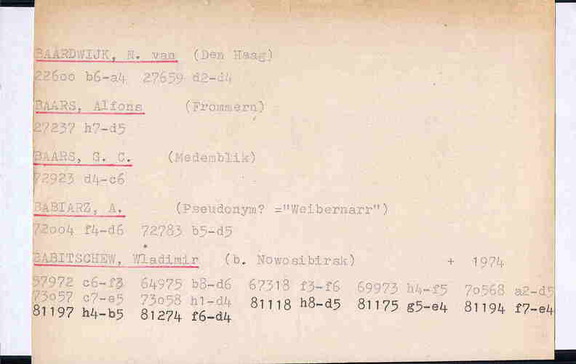 BAARDWIJK, N. van (Den Haag)
22600 b6-a4 27659 d2-d4
BAARS, Alfons (Frommern)
27237 h7-d5
BAARS, G. C. (Medemblik)
72923 d4-c6
BABIARZ, A. (Pseudonym? ="Weibernarr")
72004 f4-d6 72783 b5-d5
BABITSCHEW, Wladimir (b. Nowosibirsk) + 1974
57972 c6-f3 64975 b8-d6 67318 f3-f6 69973 h4-f5 70568 a2-d5
73057 c7-e5 73058 h1-d4 81118 h8-d5 81175 g5-e4 81194 f7-e4
81197 h4-b5 81274 f6-d4